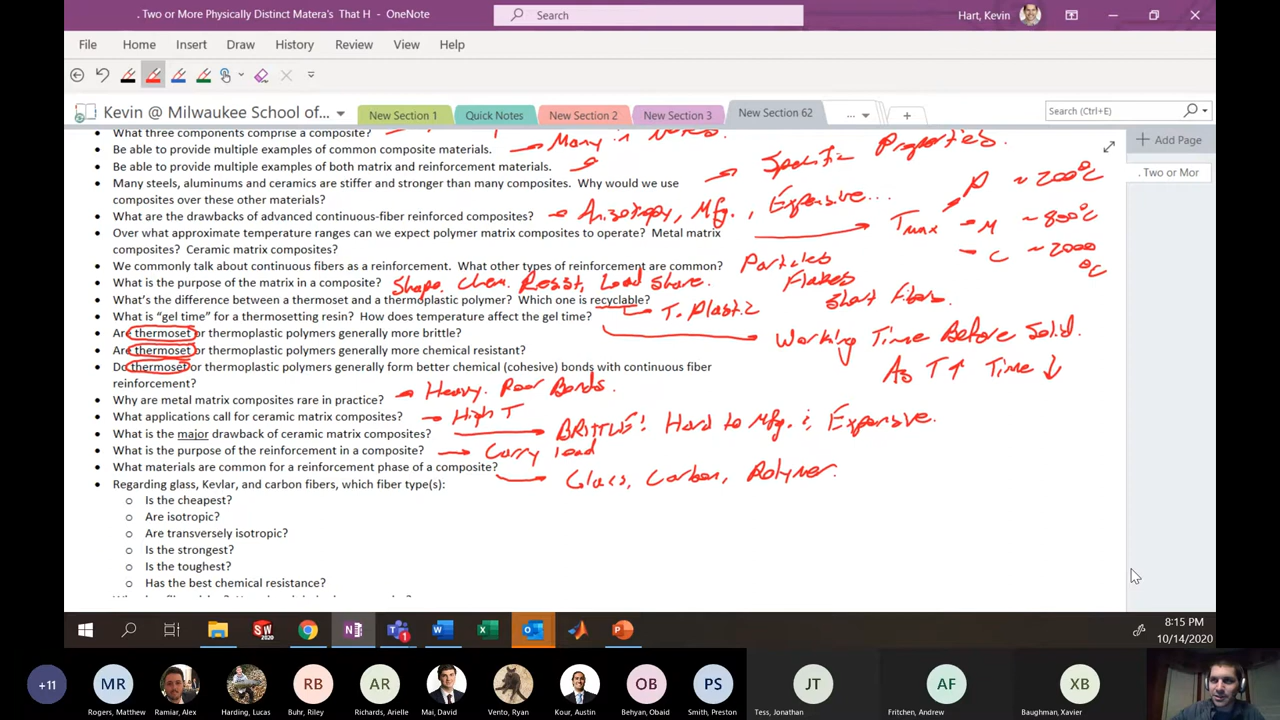 . Two or More Physically Distinct Matera's That H - OneNote
Search
Hart, Kevin
File Home Insert Draw History Review View Help
Kevin @ Milwaukee School of...
New Section 1 Quick Notes New Section 2 New Section 3 New Section 62 ...
Search (Ctrl+E)
Add Page
. Two or Mor
• What three components comprise a composite?
• Be able to provide multiple examples of common composite materials. Many in Notes.
• Be able to provide multiple examples of both matrix and reinforcement materials.
• Many steels, aluminums and ceramics are stiffer and stronger than many composites. Why would we use Specific Properties.
composites over these other materials?
• What are the drawbacks of advanced continuous-fiber reinforced composites? Anisotropy, Mfg., Expensive...
• Over what approximate temperature ranges can we expect polymer matrix composites to operate? Metal matrix
composites? Ceramic matrix composites?
Tmax
P ~200°C
M ~800°C
C ~2000 °C
• We commonly talk about continuous fibers as a reinforcement. What other types of reinforcement are common? Particles
Flakes
Short Fibers.
• What is the purpose of the matrix in a composite? Shape, Chem. Resist, Load Share.
• What's the difference between a thermoset and a thermoplastic polymer? Which one is recyclable? T. Plastic
• What is "gel time" for a thermosetting resin? How does temperature affect the gel time? Working Time Before Solid.
As T↑ Time ↓
• Are thermoset or thermoplastic polymers generally more brittle?
• Are thermoset or thermoplastic polymers generally more chemical resistant?
• Do thermoset or thermoplastic polymers generally form better chemical (cohesive) bonds with continuous fiber
reinforcement?
• Why are metal matrix composites rare in practice? Heavy. Poor Bonds.
• What applications call for ceramic matrix composites? High T
• What is the major drawback of ceramic matrix composites? BRITTLE! Hard to Mfg. & Expensive.
• What is the purpose of the reinforcement in a composite? Carry load
• What materials are common for a reinforcement phase of a composite? Glass, Carbon, Polymer.
• Regarding glass, Kevlar, and carbon fibers, which fiber type(s):
o Is the cheapest?
o Are isotropic?
o Are transversely isotropic?
o Is the strongest?
o Is the toughest?
o Has the best chemical resistance?
8:15 PM
10/14/2020
+11 MR RB AR OB PS JT AF XB
Rogers, Matthew Ramiar, Alex Harding, Lucas Buhr, Riley Richards, Arielle Mai, David Vento, Ryan Kour, Austin Behyan, Obaid Smith, Preston Tess, Jonathan Fritchen, Andrew Baughman, Xavier